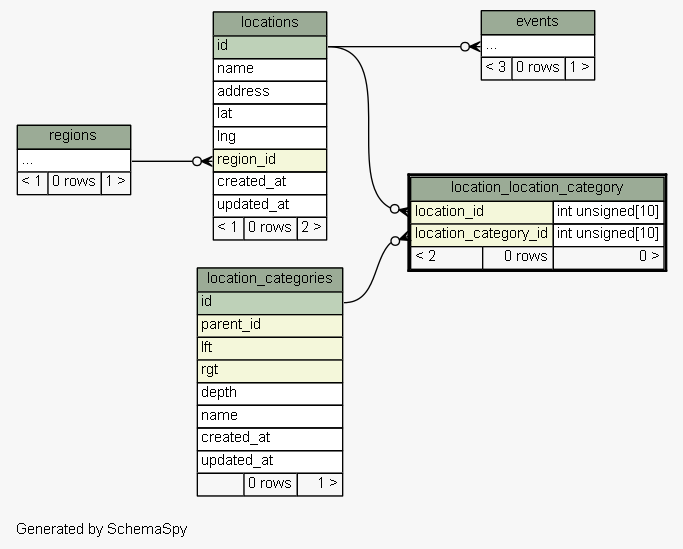 locations
id
name
address
lat
lng
region_id
created_at
updated_at
< 1 0 rows 2 >
events
...
< 3 0 rows 1 >
regions
...
< 1 0 rows 1 >
location_location_category
location_id int unsigned[10]
location_category_id int unsigned[10]
< 2 0 rows 0 >
location_categories
id
parent_id
lft
rgt
depth
name
created_at
updated_at
0 rows 1 >
Generated by SchemaSpy